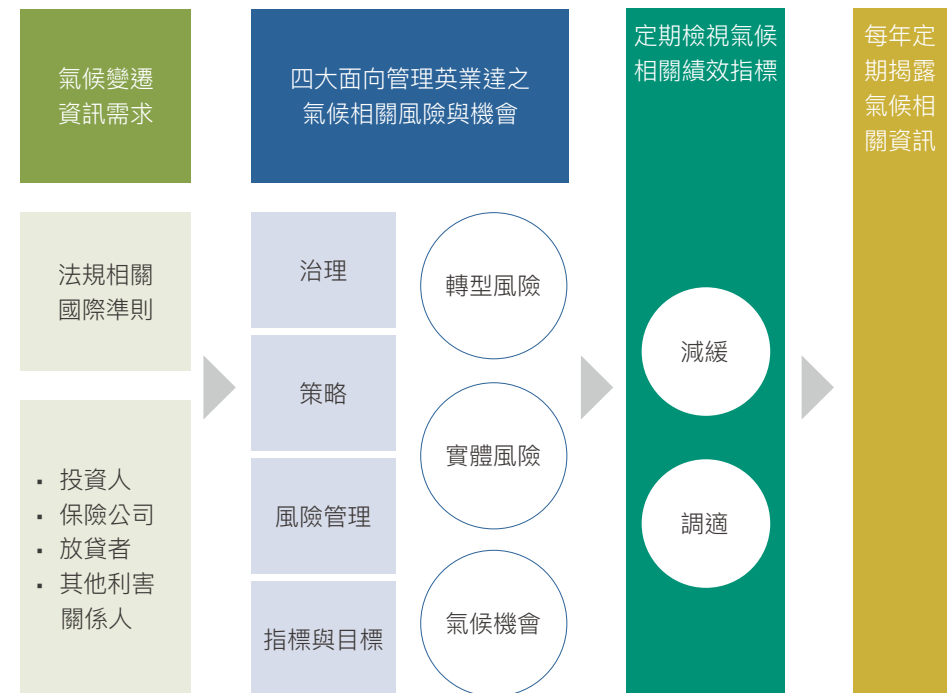 氣候變遷
資訊需求
法規相關
國際準則
▪ 投資人
▪ 保險公司
▪ 放貸者
▪ 其他利害
關係人
四大面向管理英業達之
氣候相關風險與機會
治理
策略
風險管理
指標與目標
轉型風險
實體風險
氣候機會
定期檢視氣候
相關績效指標
減緩
調適
每年定
期揭露
氣候相
關資訊